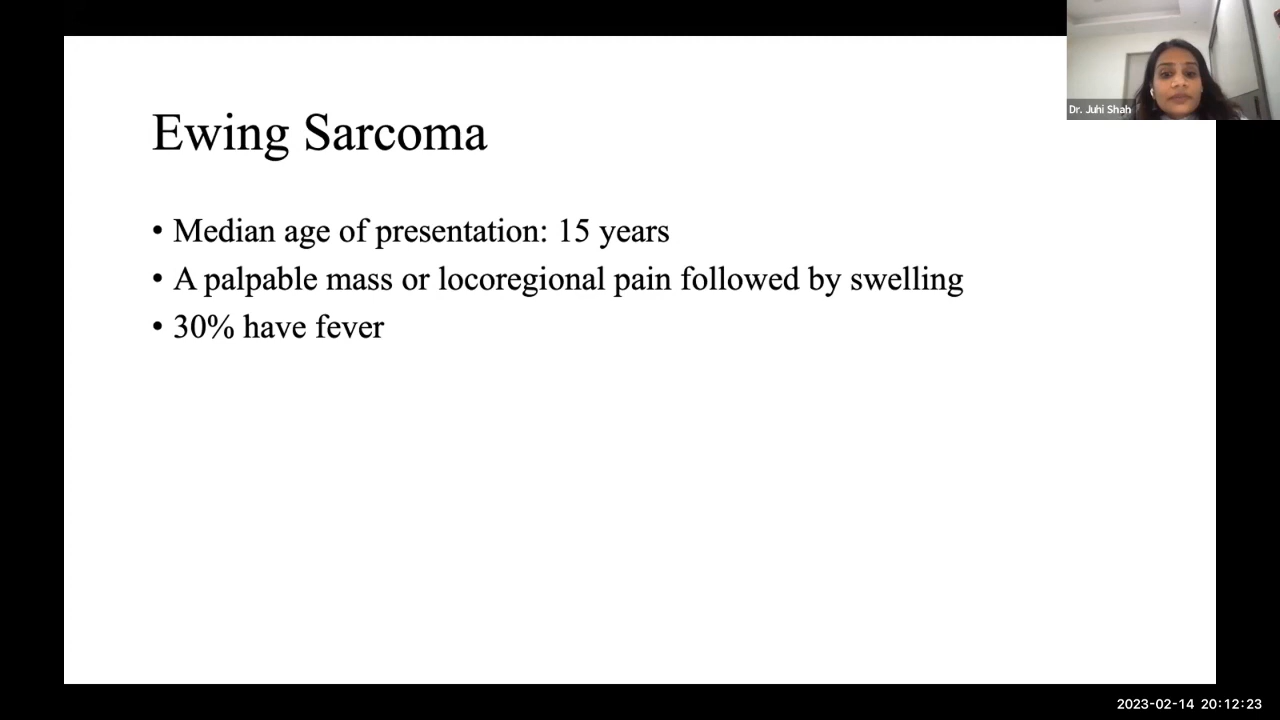 Dr. Juhi Shah
Ewing Sarcoma
• Median age of presentation: 15 years
• A palpable mass or locoregional pain followed by swelling
• 30% have fever
2023-02-14 20:12:23